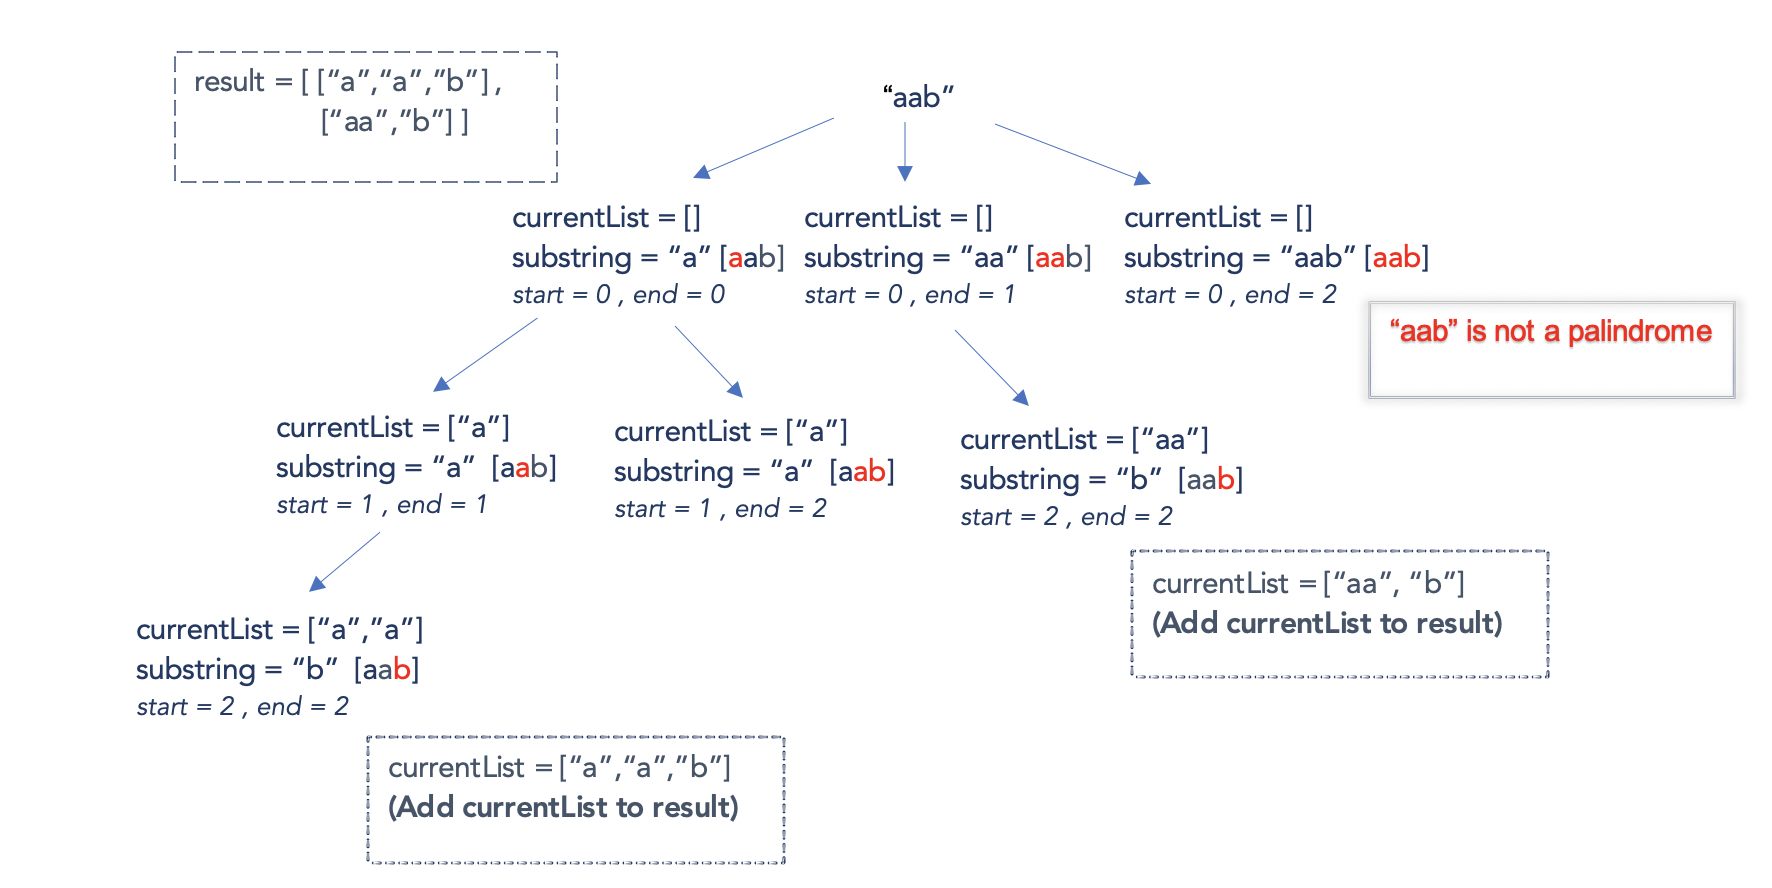 result = [ [“a”,“a”,”b”] ,
[“aa”,”b”] ]
“aab”
currentList = []
substring = “a” [aab]
start = 0 , end = 0
currentList = []
substring = “aa” [aab]
start = 0 , end = 1
currentList = []
substring = “aab” [aab]
start = 0 , end = 2
“aab” is not a palindrome
currentList = [“a”]
substring = “a” [aab]
start = 1 , end = 1
currentList = [“a”]
substring = “a” [aab]
start = 1 , end = 2
currentList = [“aa”]
substring = “b” [aab]
start = 2 , end = 2
currentList = [“aa”, “b”]
(Add currentList to result)
currentList = [“a”,“a”]
substring = “b” [aab]
start = 2 , end = 2
currentList = [“a”,“a”,”b”]
(Add currentList to result)